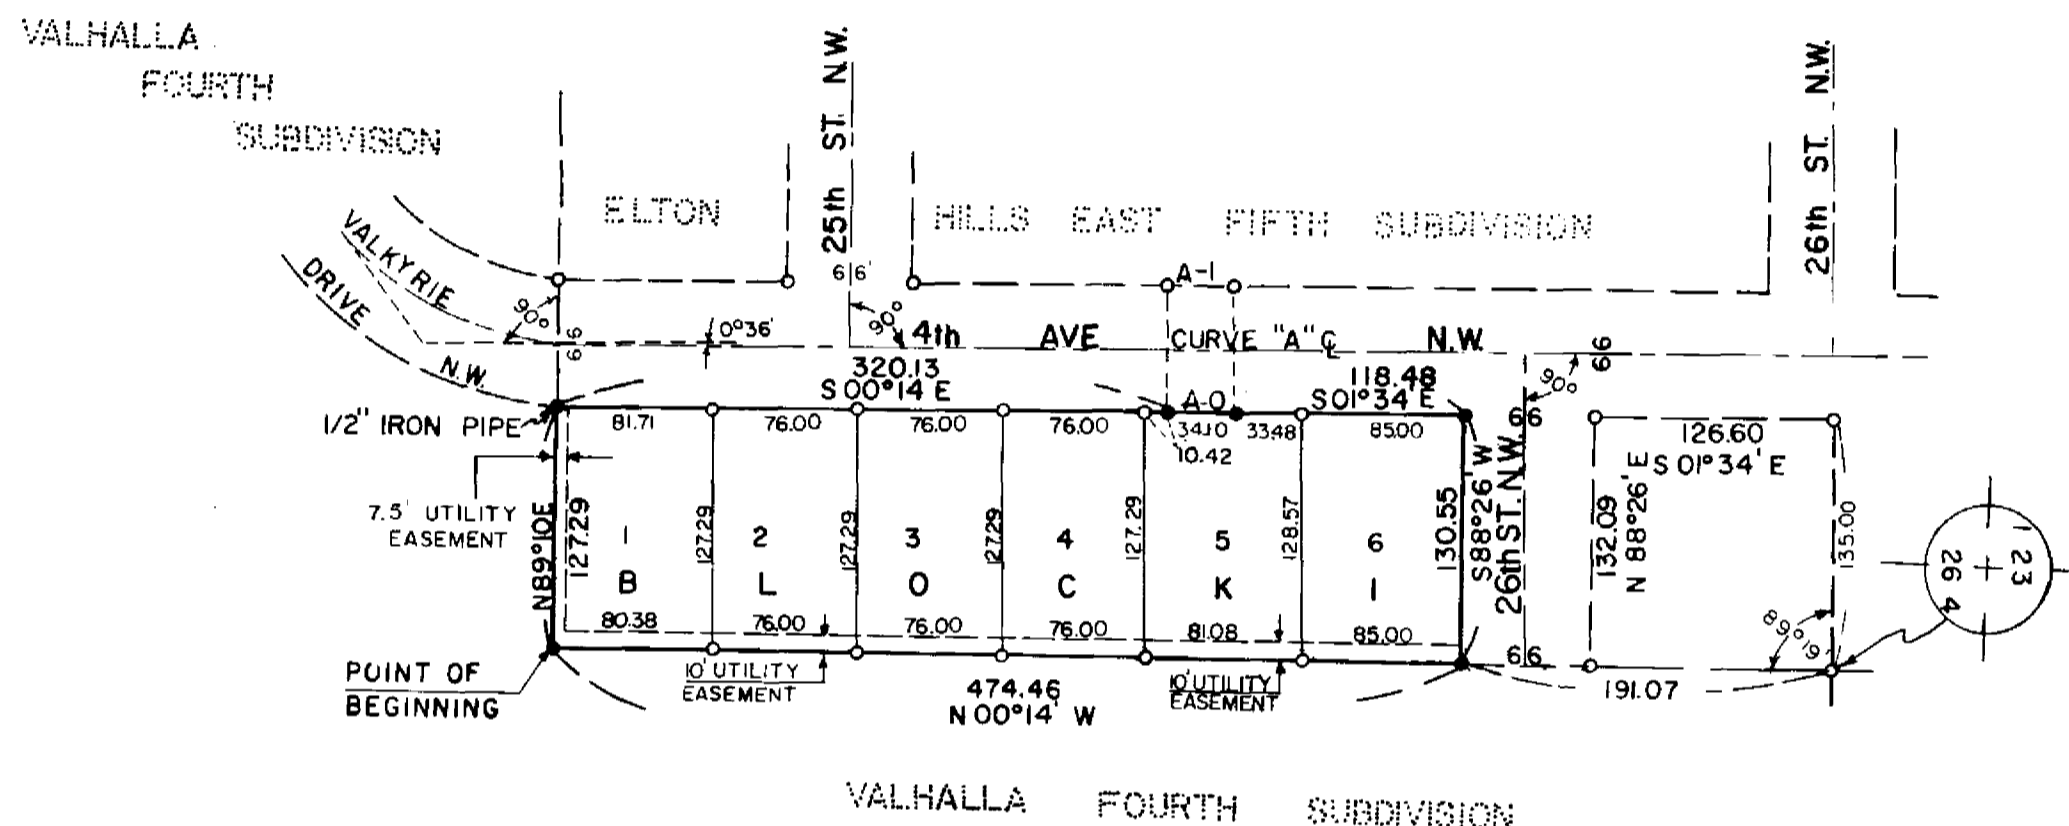 VALHALLA
FOURTH
SUBDIVISION
25th ST. N.W.
26th ST. N.W.
ELTON HILLS EAST FIFTH SUBDIVISION
VALKYRIE
DRIVE
N.W.
90°
66
0°36'
66'
90°
A-1
4th AVE CURVE "A" ℄ N.W.
66
90°
320.13
S 00°14' E
118.48
S 01°34' E
A-0
1/2" IRON PIPE
81.71 76.00 76.00 76.00 34.10 33.48 85.00
10.42
66
126.60
S 01°34' E
7.5' UTILITY
EASEMENT
N89°10E
127.29
127.29
127.29
127.29
127.29
128.57
130.55
S 88°26' W
26th ST. N.W.
132.09
N 88°26' E
135.00
1 2 3 4 5 6
B L O C K 1
80.38 76.00 76.00 76.00 81.08 85.00
89°19'
1 23
26 4
POINT OF
BEGINNING
10' UTILITY
EASEMENT
474.46
N 00°14' W
10' UTILITY
EASEMENT
66
191.07
VALHALLA FOURTH SUBDIVISION